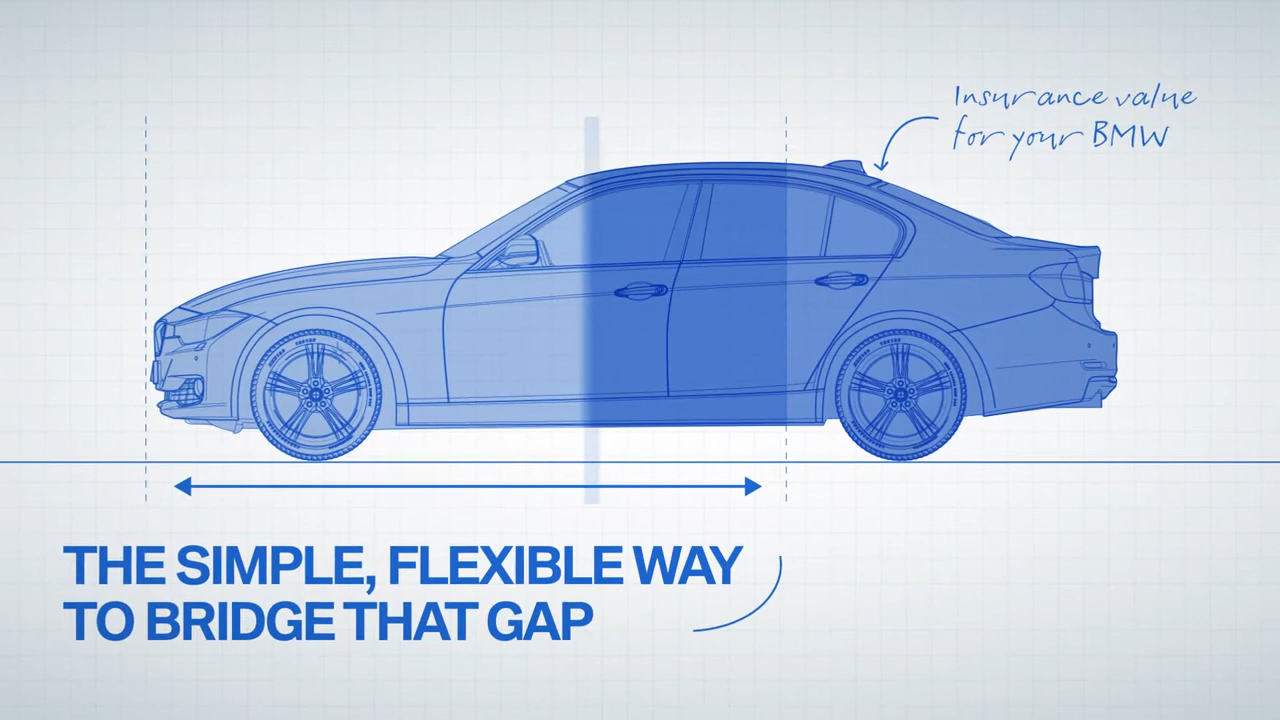 Insurance value
for your BMW
THE SIMPLE, FLEXIBLE WAY
TO BRIDGE THAT GAP